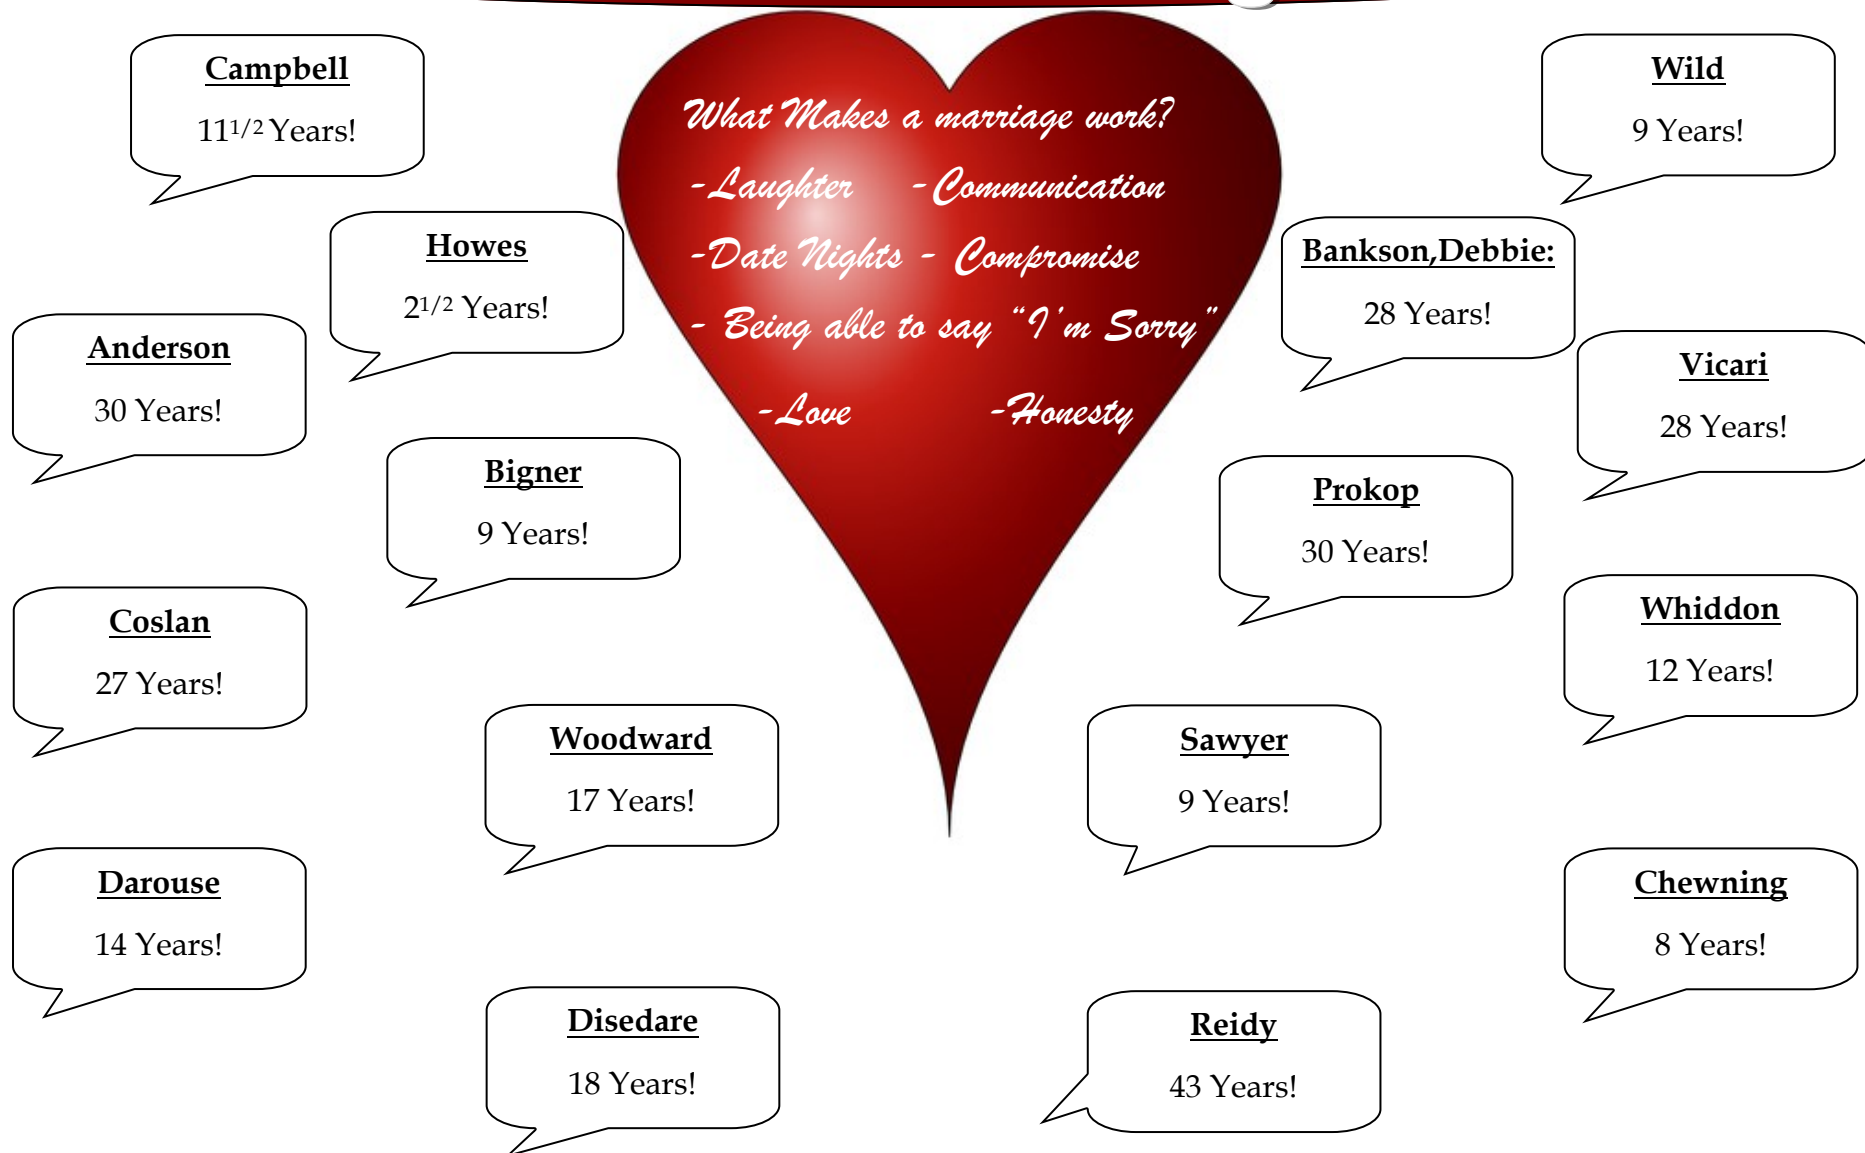 Campbell
11 1/2 Years!
Wild
9 Years!
What Makes a marriage work?
-Laughter -Communication
-Date Nights - Compromise
- Being able to say “I’m Sorry”
-Love -Honesty
Howes
2 1/2 Years!
Bankson,Debbie:
28 Years!
Anderson
30 Years!
Vicari
28 Years!
Bigner
9 Years!
Prokop
30 Years!
Coslan
27 Years!
Whiddon
12 Years!
Woodward
17 Years!
Sawyer
9 Years!
Darouse
14 Years!
Chewning
8 Years!
Disedare
18 Years!
Reidy
43 Years!